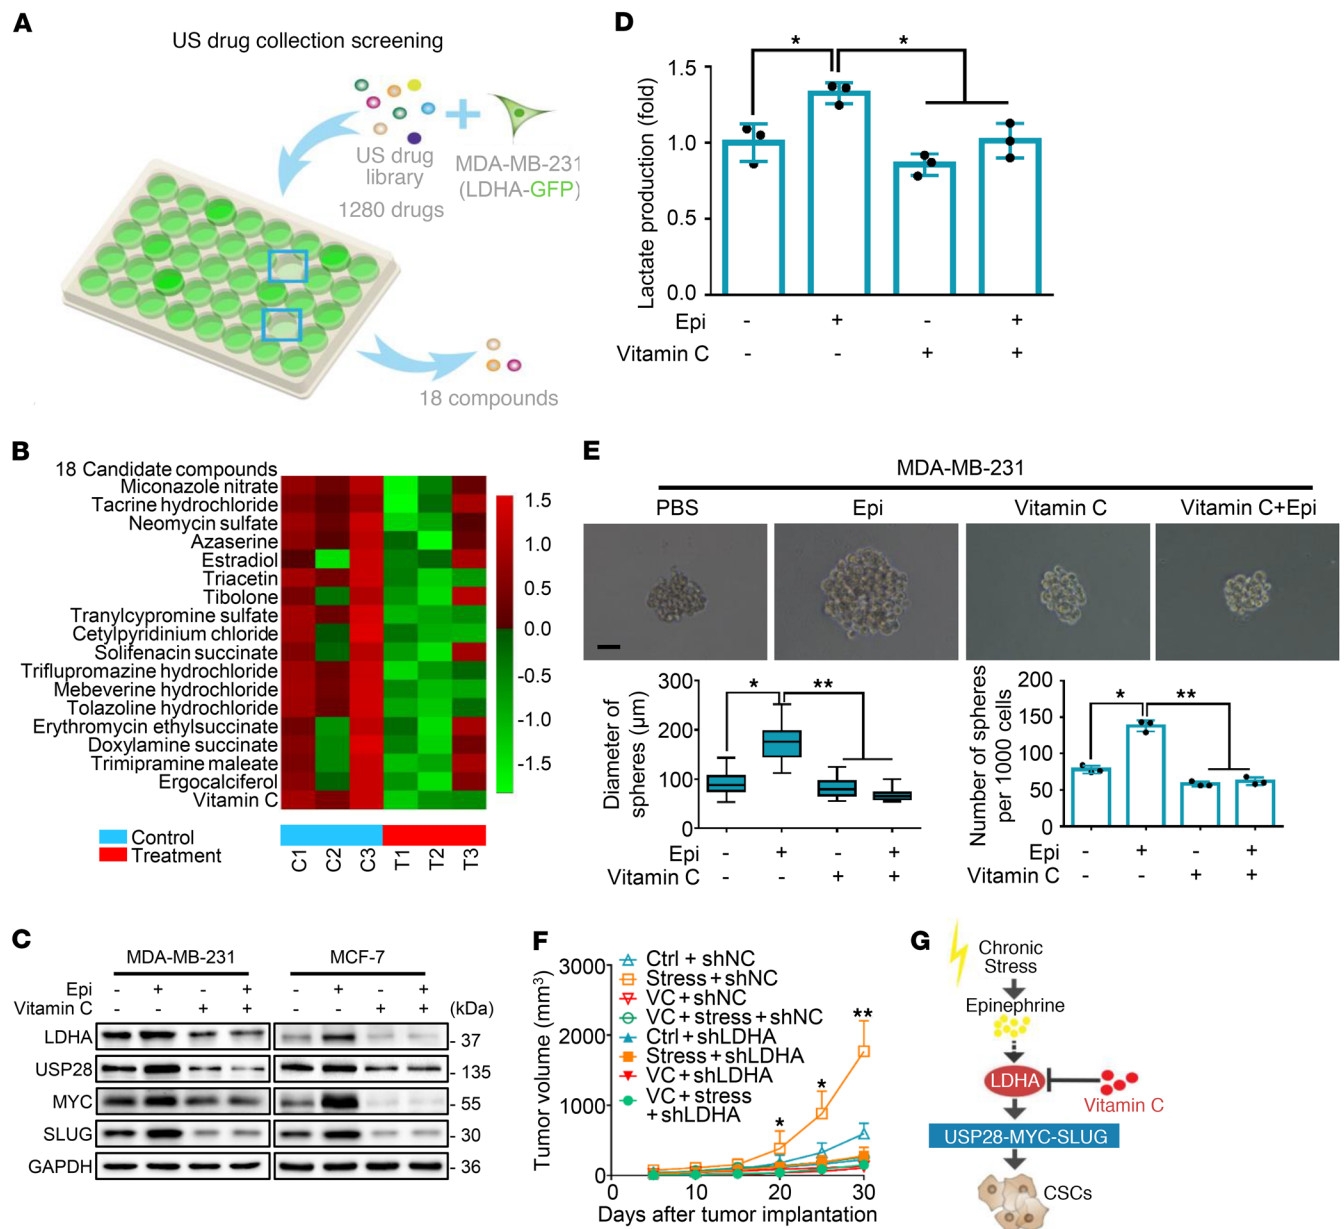 A
US drug collection screening
US drug
library
1280 drugs
MDA-MB-231
(LDHA-GFP)
18 compounds
B
18 Candidate compounds
Miconazole nitrate
Tacrine hydrochloride
Neomycin sulfate
Azaserine
Estradiol
Triacetin
Tibolone
Tranylcypromine sulfate
Cetylpyridinium chloride
Solifenacin succinate
Triflupromazine hydrochloride
Mebeverine hydrochloride
Tolazoline hydrochloride
Erythromycin ethylsuccinate
Doxylamine succinate
Trimipramine maleate
Ergocalciferol
Vitamin C
1.5
1.0
0.5
0.0
-0.5
-1.0
-1.5
Control
Treatment
C1 C2 C3 T1 T2 T3
C
MDA-MB-231 MCF-7
Epi - + - + - + - +
Vitamin C - - + + - - + + (kDa)
LDHA - 37
USP28 - 135
MYC - 55
SLUG - 30
GAPDH - 36
D
Lactate production (fold)
1.5
1.0
0.5
0.0
* *
Epi - + - +
Vitamin C - - + +
E
MDA-MB-231
PBS Epi Vitamin C Vitamin C+Epi
Diameter of
spheres (μm)
300
200
100
0
* **
Epi - + - +
Vitamin C - - + +
Number of spheres
per 1000 cells
200
150
100
50
0
* **
Epi - + - +
Vitamin C - - + +
F
Tumor volume (mm3)
3000
2000
1000
0
Ctrl + shNC
Stress + shNC
VC + shNC
VC + stress + shNC
Ctrl + shLDHA
Stress + shLDHA
VC + shLDHA
VC + stress
+ shLDHA
* * **
0 10 20 30
Days after tumor implantation
G
Chronic
Stress
Epinephrine
LDHA
Vitamin C
USP28-MYC-SLUG
CSCs